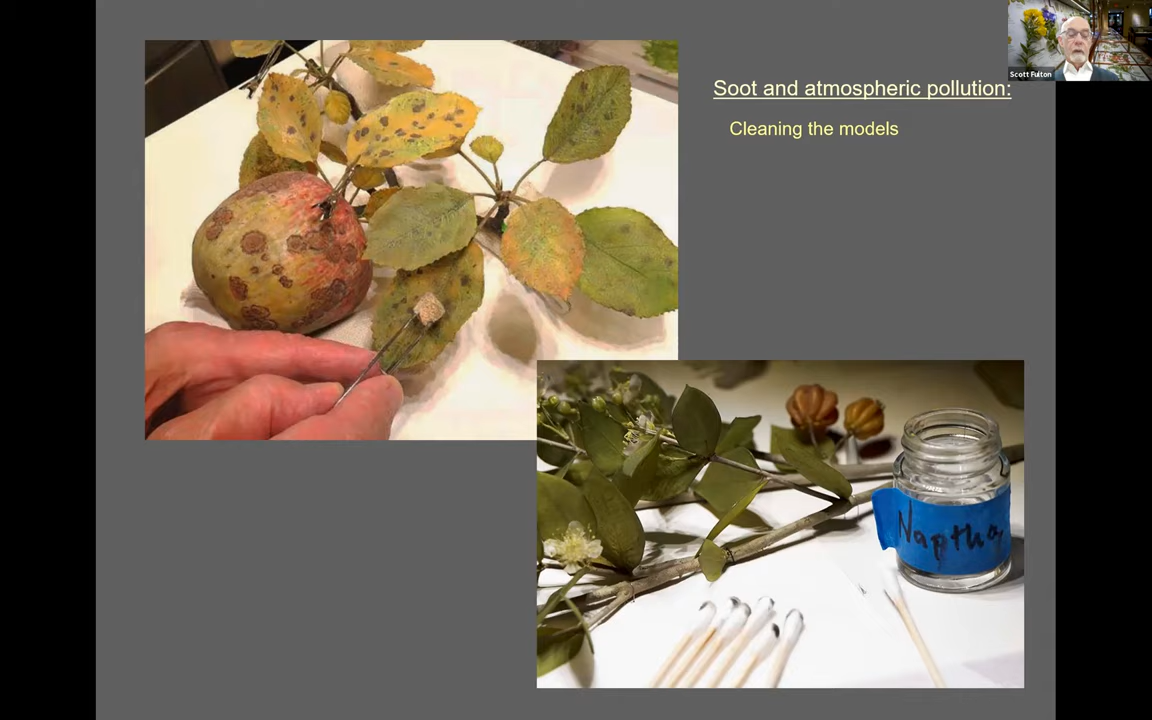 Scott Fulton
Soot and atmospheric pollution:
Cleaning the models
Naptha